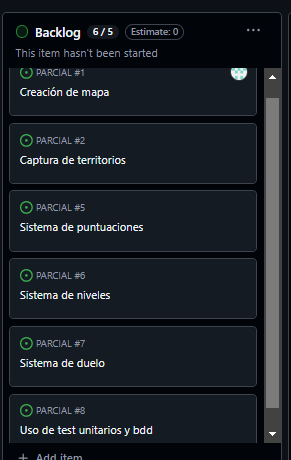 Backlog 6 / 5 Estimate: 0 ...
This item hasn't been started
PARCIAL #1
Creación de mapa
PARCIAL #2
Captura de territorios
PARCIAL #5
Sistema de puntuaciones
PARCIAL #6
Sistema de niveles
PARCIAL #7
Sistema de duelo
PARCIAL #8
Uso de test unitarios y bdd
+ Add item